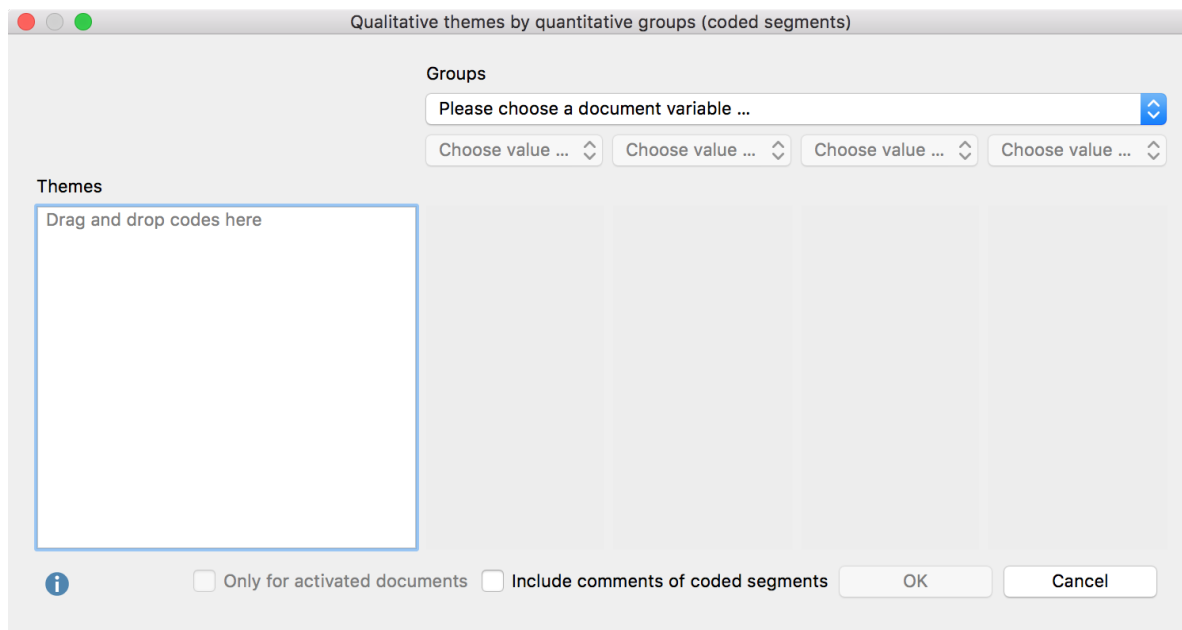 Qualitative themes by quantitative groups (coded segments)
Groups
Please choose a document variable ...
Choose value ... Choose value ... Choose value ... Choose value ...
Themes
Drag and drop codes here
Only for activated documents Include comments of coded segments OK Cancel